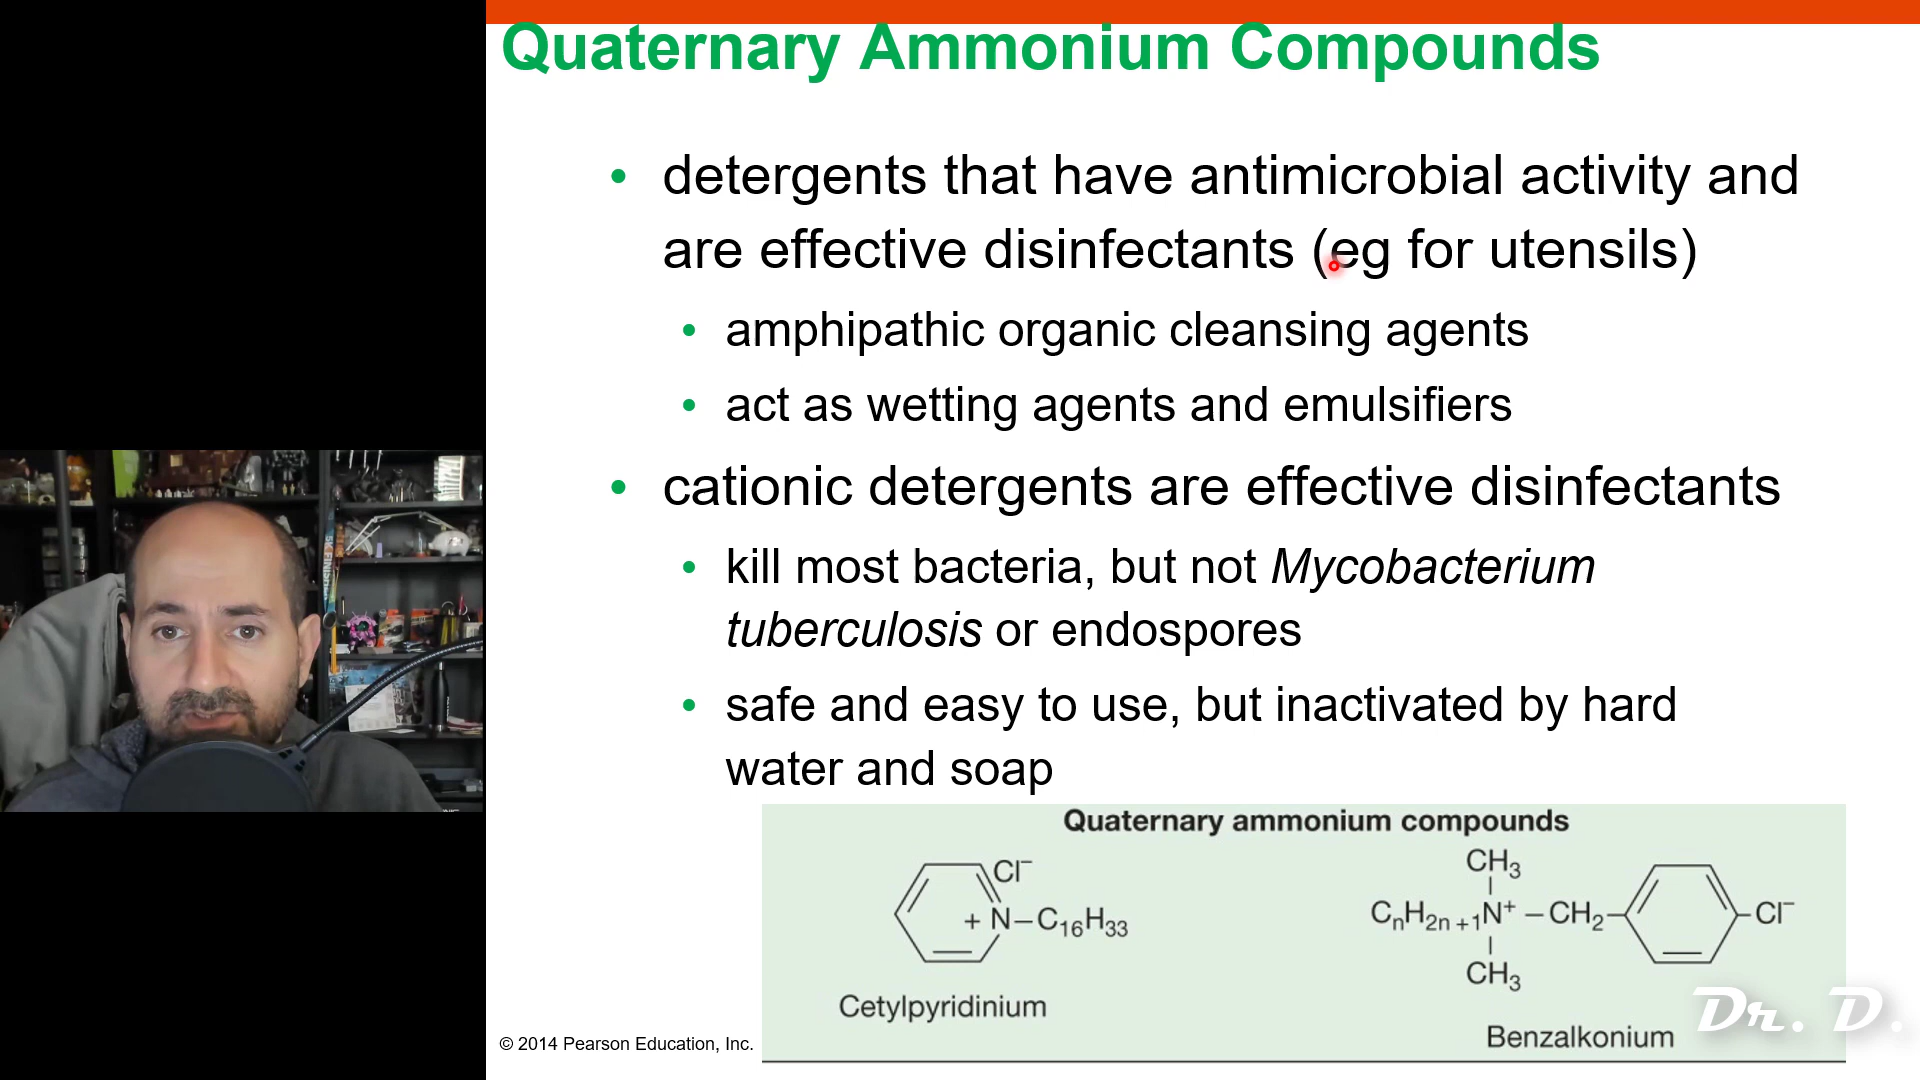 Quaternary Ammonium Compounds
• detergents that have antimicrobial activity and
are effective disinfectants (eg for utensils)
• amphipathic organic cleansing agents
• act as wetting agents and emulsifiers
• cationic detergents are effective disinfectants
• kill most bacteria, but not Mycobacterium
tuberculosis or endospores
• safe and easy to use, but inactivated by hard
water and soap
Quaternary ammonium compounds
Cl⁻
+ N–C₁₆H₃₃
Cetylpyridinium
CH₃
CₙH₂ₙ₊₁N⁺ –CH₂– –Cl⁻
CH₃
Benzalkonium
© 2014 Pearson Education, Inc.
Dr. D.